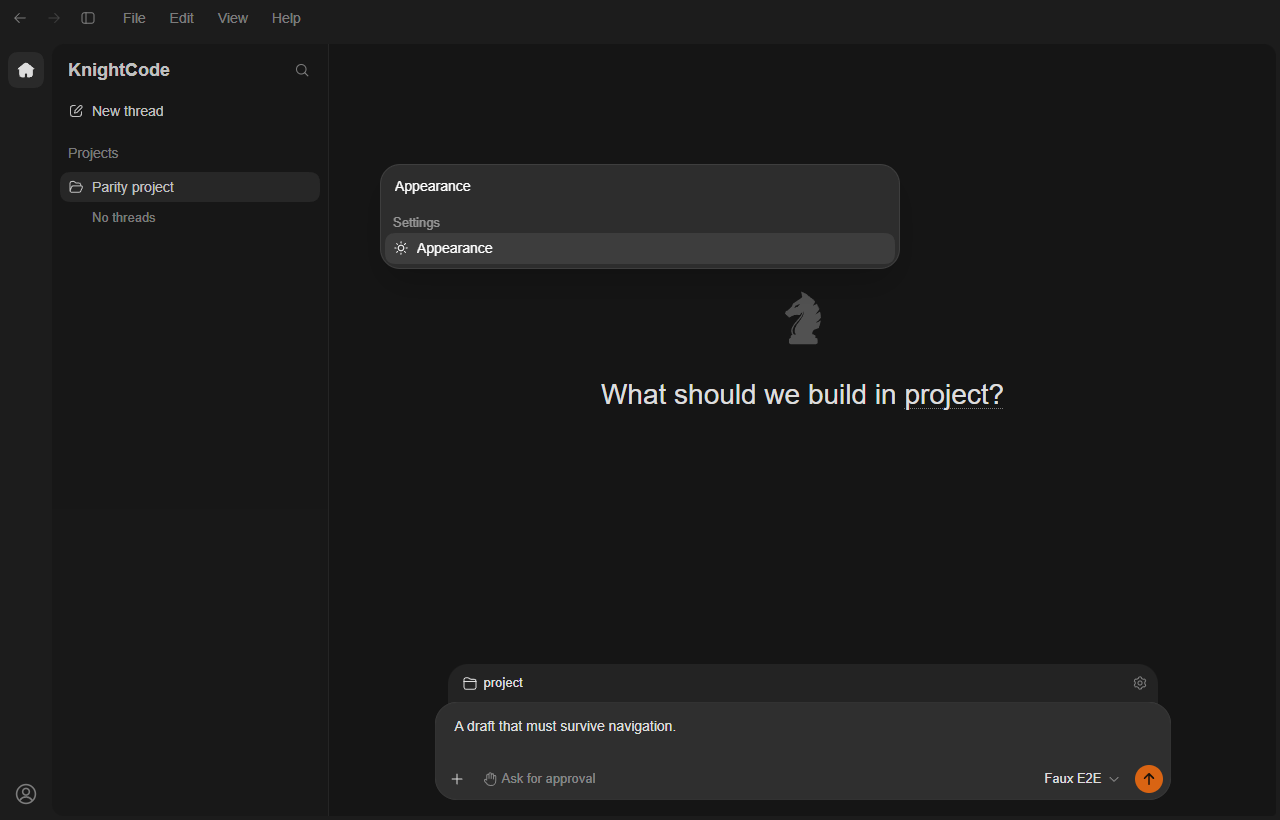 File Edit View Help
KnightCode
New thread
Projects
Parity project
No threads
Appearance
Settings
Appearance
What should we build in project?
project
A draft that must survive navigation.
Ask for approval
Faux E2E